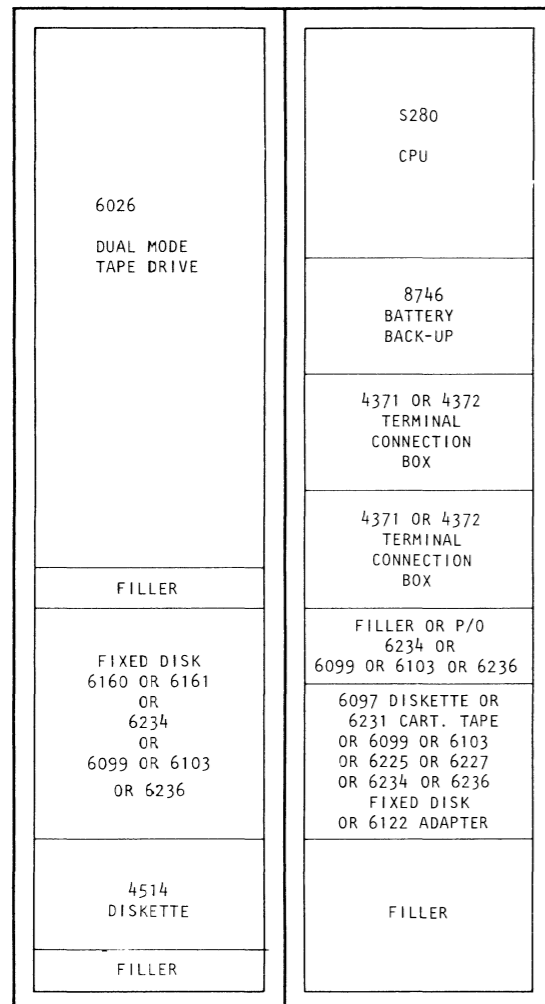 6026
DUAL MODE
TAPE DRIVE
FILLER
FIXED DISK
6160 OR 6161
OR
6234
OR
6099 OR 6103
OR 6236
4514
DISKETTE
FILLER
S280
CPU
8746
BATTERY
BACK-UP
4371 OR 4372
TERMINAL
CONNECTION
BOX
4371 OR 4372
TERMINAL
CONNECTION
BOX
FILLER OR P/O
6234 OR
6099 OR 6103 OR 6236
6097 DISKETTE OR
6231 CART. TAPE
OR 6099 OR 6103
OR 6225 OR 6227
OR 6234 OR 6236
FIXED DISK
OR 6122 ADAPTER
FILLER